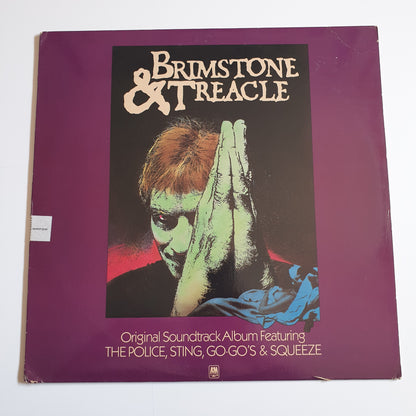 BRIMSTONE
& TREACLE
Original Soundtrack Album Featuring
THE POLICE, STING, GO-GO'S & SQUEEZE
A&M